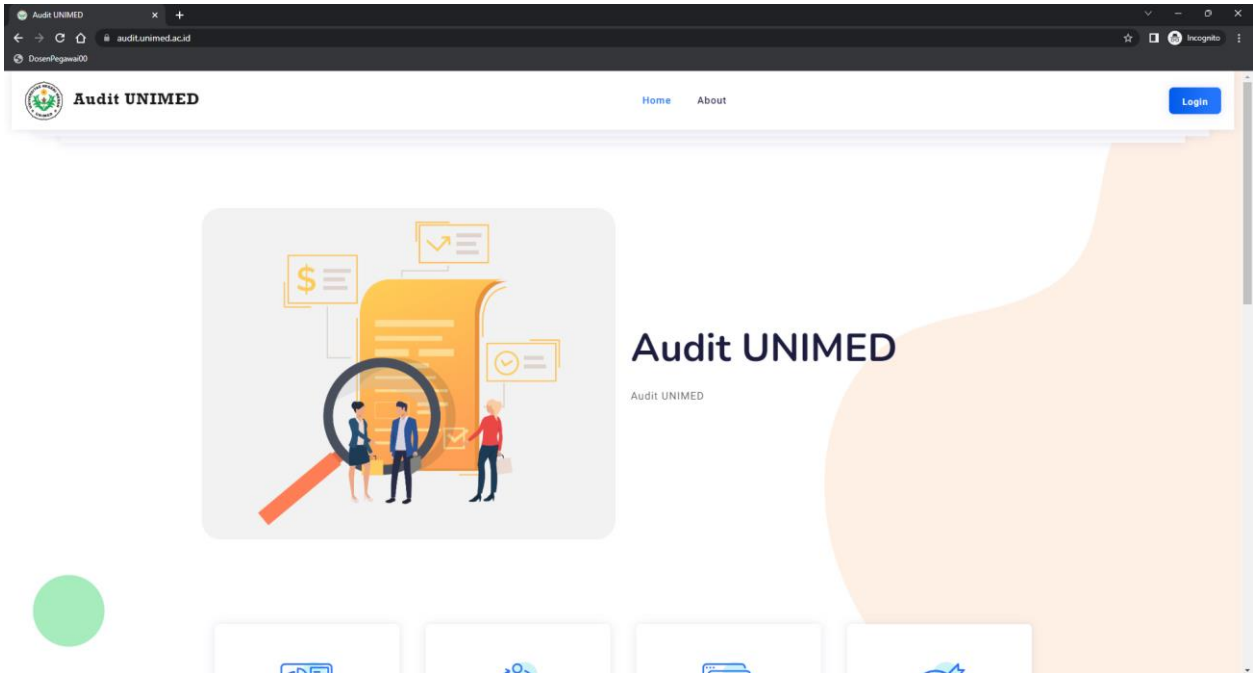 Audit UNIMED
audit.unimed.ac.id
Incognito
DosenPegawai00
Audit UNIMED
Home
About
Login
$
Audit UNIMED
Audit UNIMED